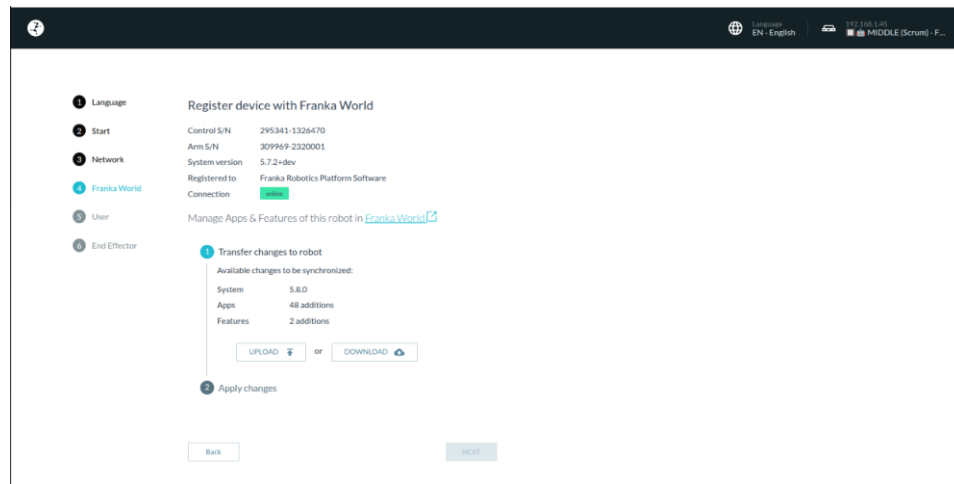 Language
EN - English
192.168.1.45
MIDDLE (Scrum) - F...
1 Language
2 Start
3 Network
4 Franka World
5 User
6 End Effector
Register device with Franka World
Control S/N 295341-1326470
Arm S/N 309969-2320001
System version 5.7.2+dev
Registered to Franka Robotics Platform Software
Connection online
Manage Apps & Features of this robot in Franka World
1 Transfer changes to robot
Available changes to be synchronized:
System 5.8.0
Apps 48 additions
Features 2 additions
UPLOAD or DOWNLOAD
2 Apply changes
Back NEXT